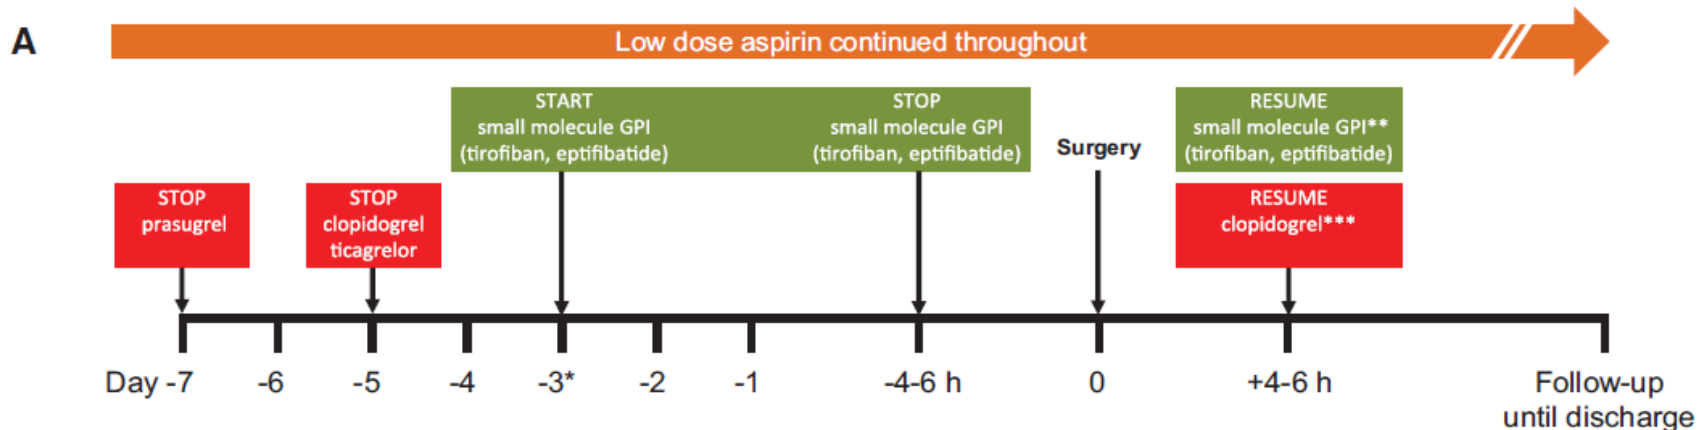 A
Low dose aspirin continued throughout
START
small molecule GPI
(tirofiban, eptifibatide)
STOP
small molecule GPI
(tirofiban, eptifibatide)
Surgery
RESUME
small molecule GPI**
(tirofiban, eptifibatide)
STOP
prasugrel
STOP
clopidogrel
ticagrelor
RESUME
clopidogrel***
Day -7
-6
-5
-4
-3*
-2
-1
-4-6 h
0
+4-6 h
Follow-up
until discharge